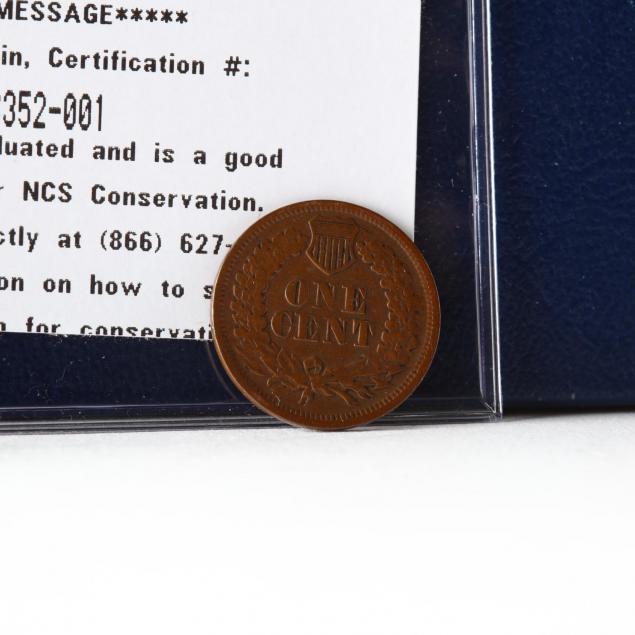 MESSAGE*****
in, Certification #:
352-001
luated and is a good
NCS Conservation.
ctly at (866) 627-
on on how to s
for conservati
ONE
CENT